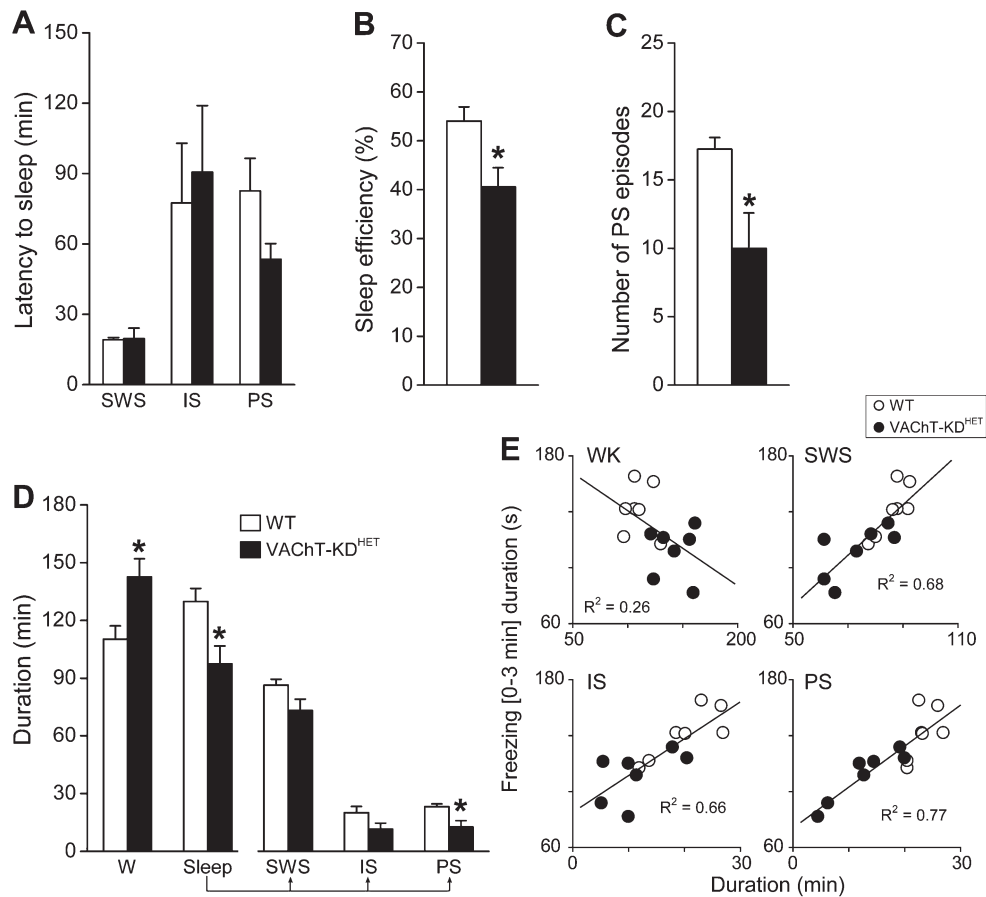 A
Latency to sleep (min)
150
120
90
60
30
0
SWS IS PS
B
Sleep efficiency (%)
70
60
50
40
30
20
10
0
*
C
Number of PS episodes
25
20
15
10
5
0
*
D
Duration (min)
180
150
120
90
60
30
0
WT
VAChT-KD^HET
* * *
W Sleep SWS IS PS
WT
VAChT-KD^HET
E
Freezing [0-3 min] duration (s)
WK
180
60
R² = 0.26
50 200
SWS
180
60
R² = 0.68
50 110
IS
180
60
R² = 0.66
0 30
PS
180
60
R² = 0.77
0 30
Duration (min)